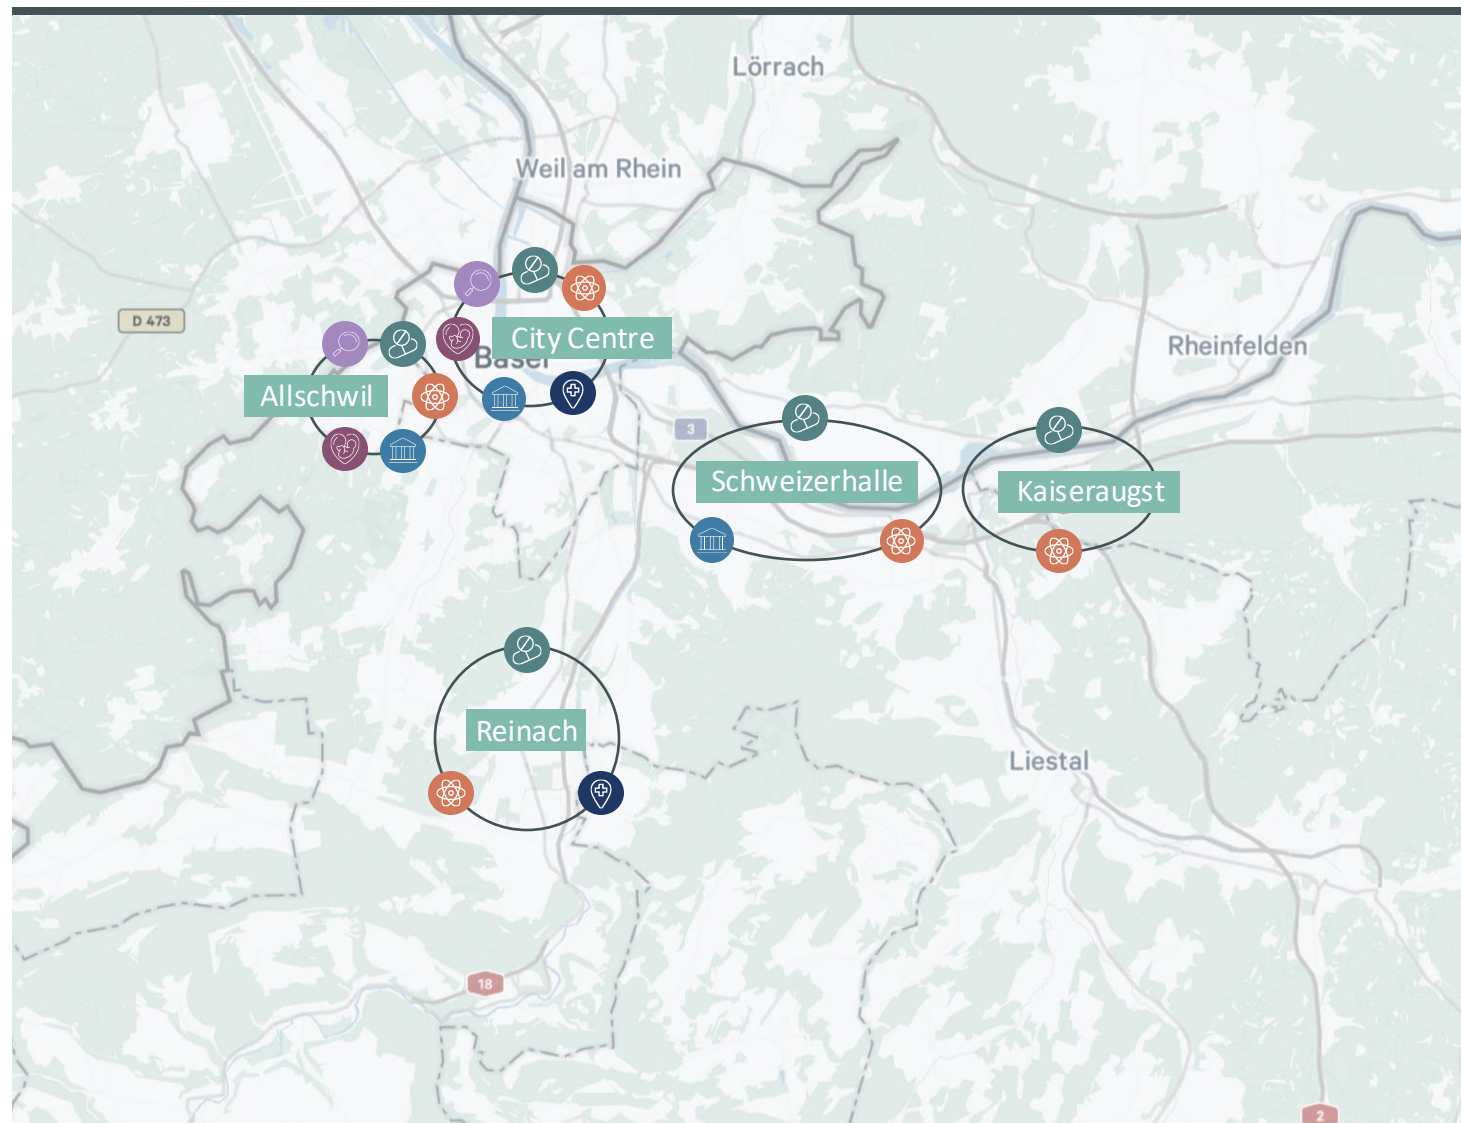 Lörrach
Weil am Rhein
City Centre
Basel
D 473
Rheinfelden
Allschwil
3
Schweizerhalle
Kaiseraugst
Reinach
Liestal
18
2